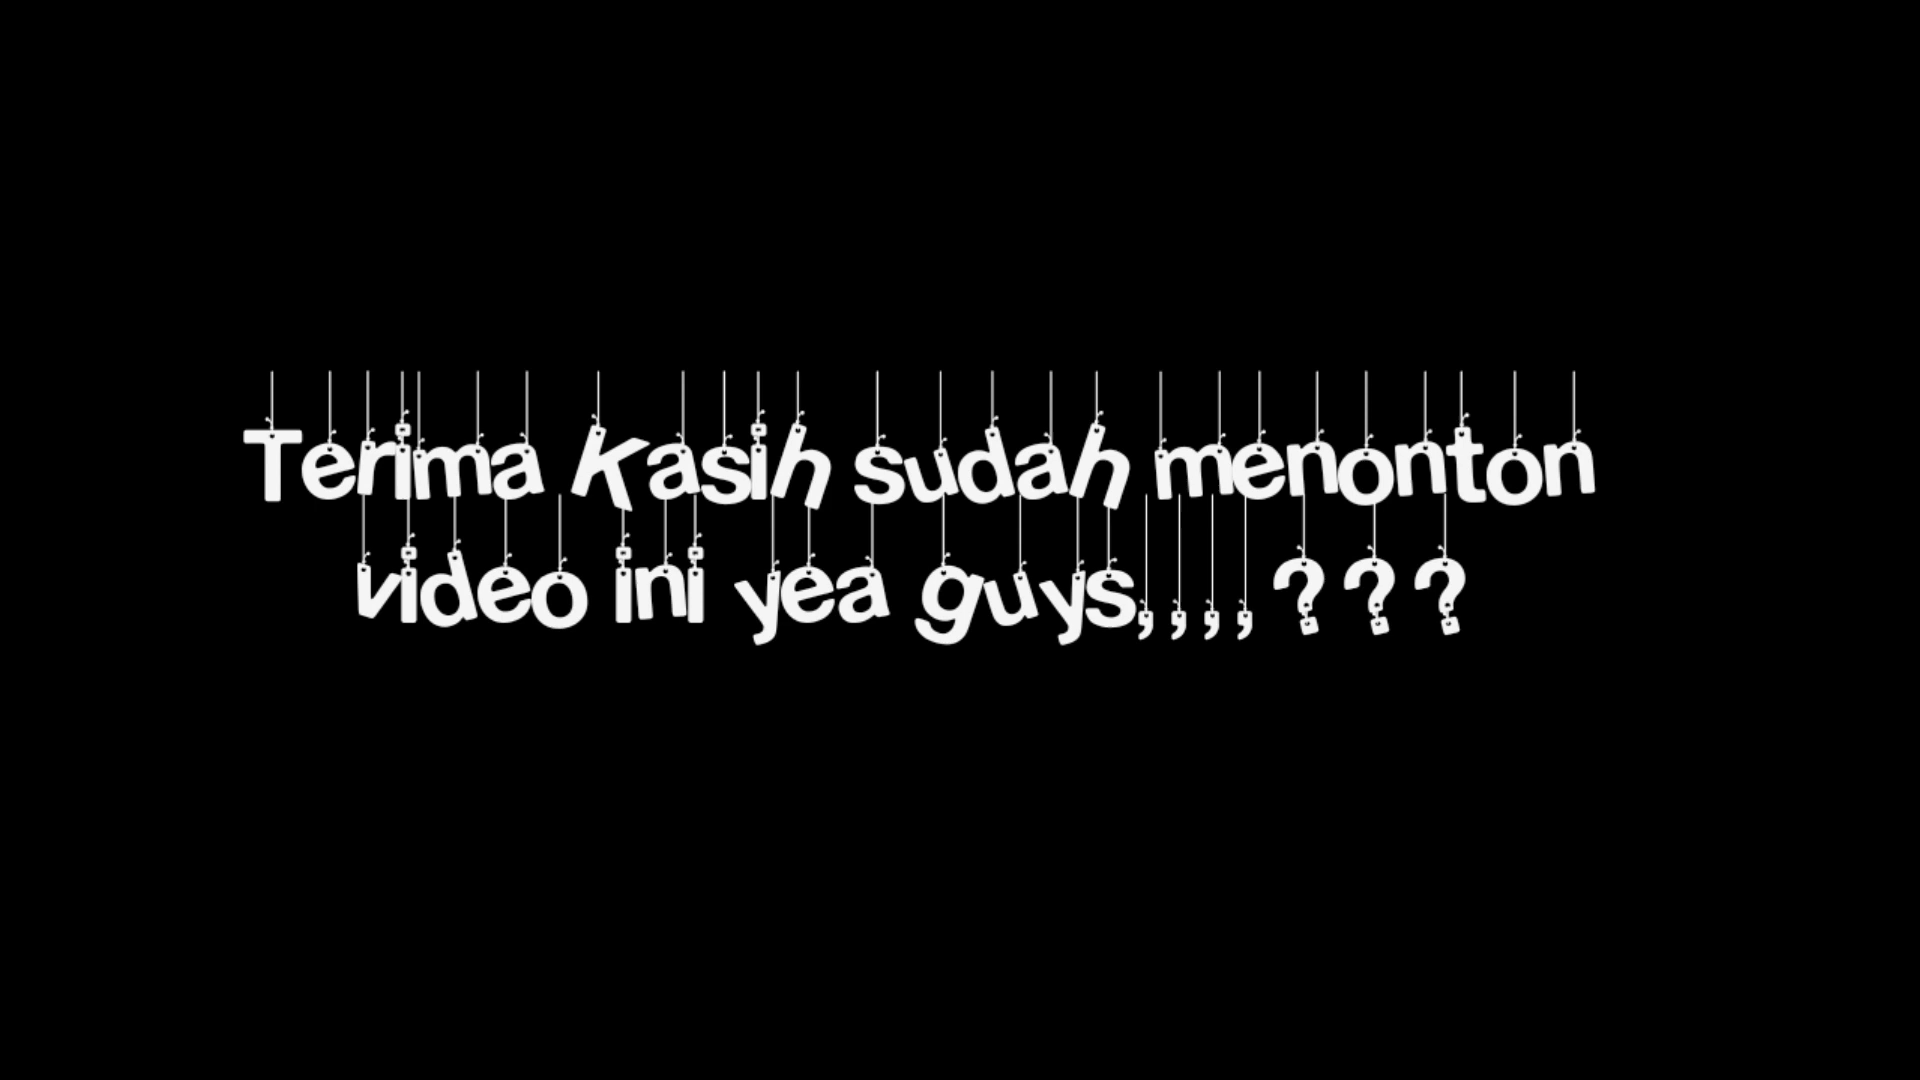 Terima Kasih sudah menonton
video ini yea guys,,,, ???